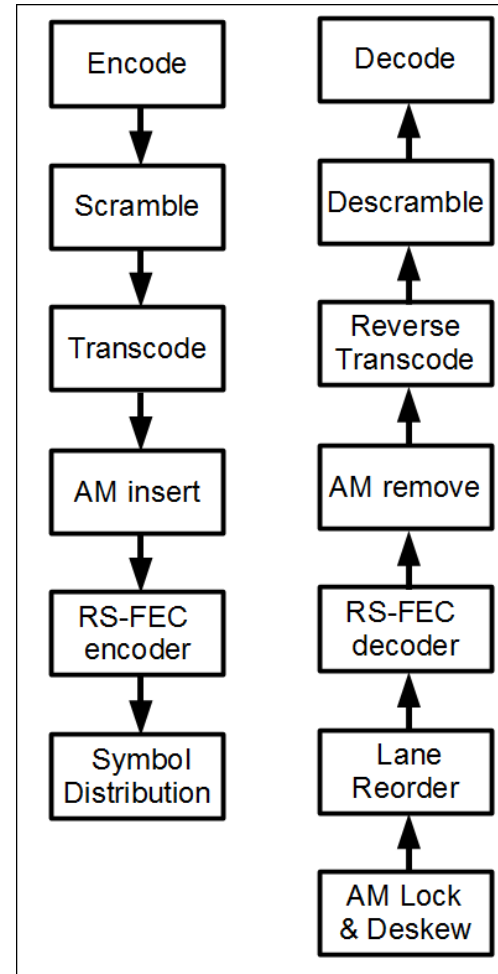 Encode
Scramble
Transcode
AM insert
RS-FEC
encoder
Symbol
Distribution
Decode
Descramble
Reverse
Transcode
AM remove
RS-FEC
decoder
Lane
Reorder
AM Lock
& Deskew